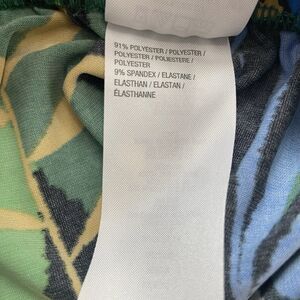 91% POLYESTER / POLYESTER /
POLYESTER / POLIESTERE /
POLYESTER
9% SPANDEX / ELASTANE /
ELASTHAN / ELASTAN /
ÉLASTHANNE